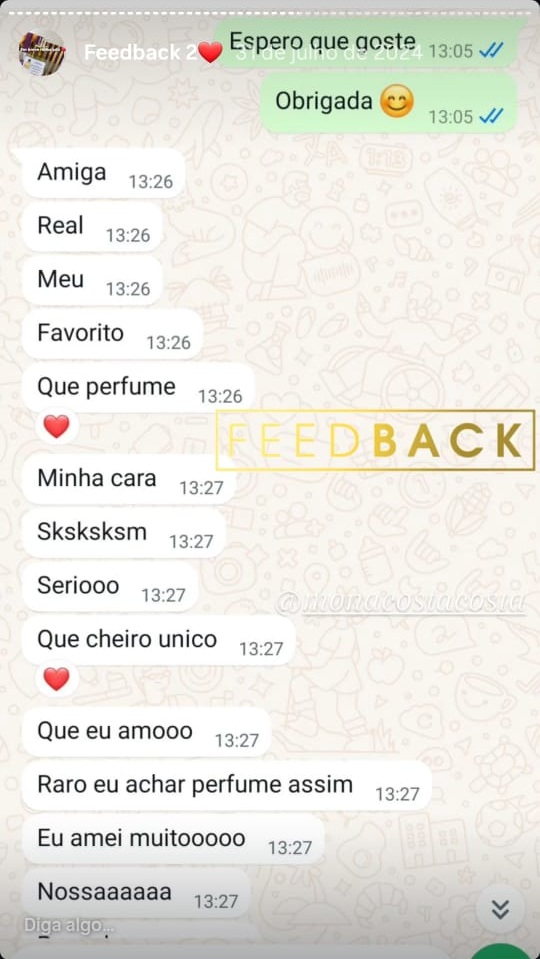 Feedback 2❤️ 31 de julho de 2024
Espero que goste 13:05
Obrigada 😊 13:05
Amiga 13:26
Real 13:26
Meu 13:26
Favorito 13:26
Que perfume 13:26
❤️
FEEDBACK
Minha cara 13:27
Sksksksm 13:27
Seriooo 13:27
@monacosiacosia
Que cheiro unico 13:27
❤️
Que eu amooo 13:27
Raro eu achar perfume assim 13:27
Eu amei muitooooo 13:27
Nossaaaaaa 13:27
Diga algo...